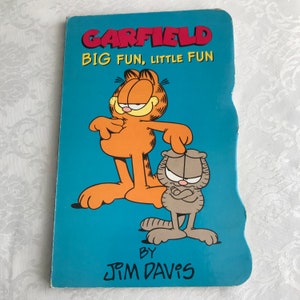 GARFIELD
BIG FUN, LITTLE FUN
BY
JIM DAVIS